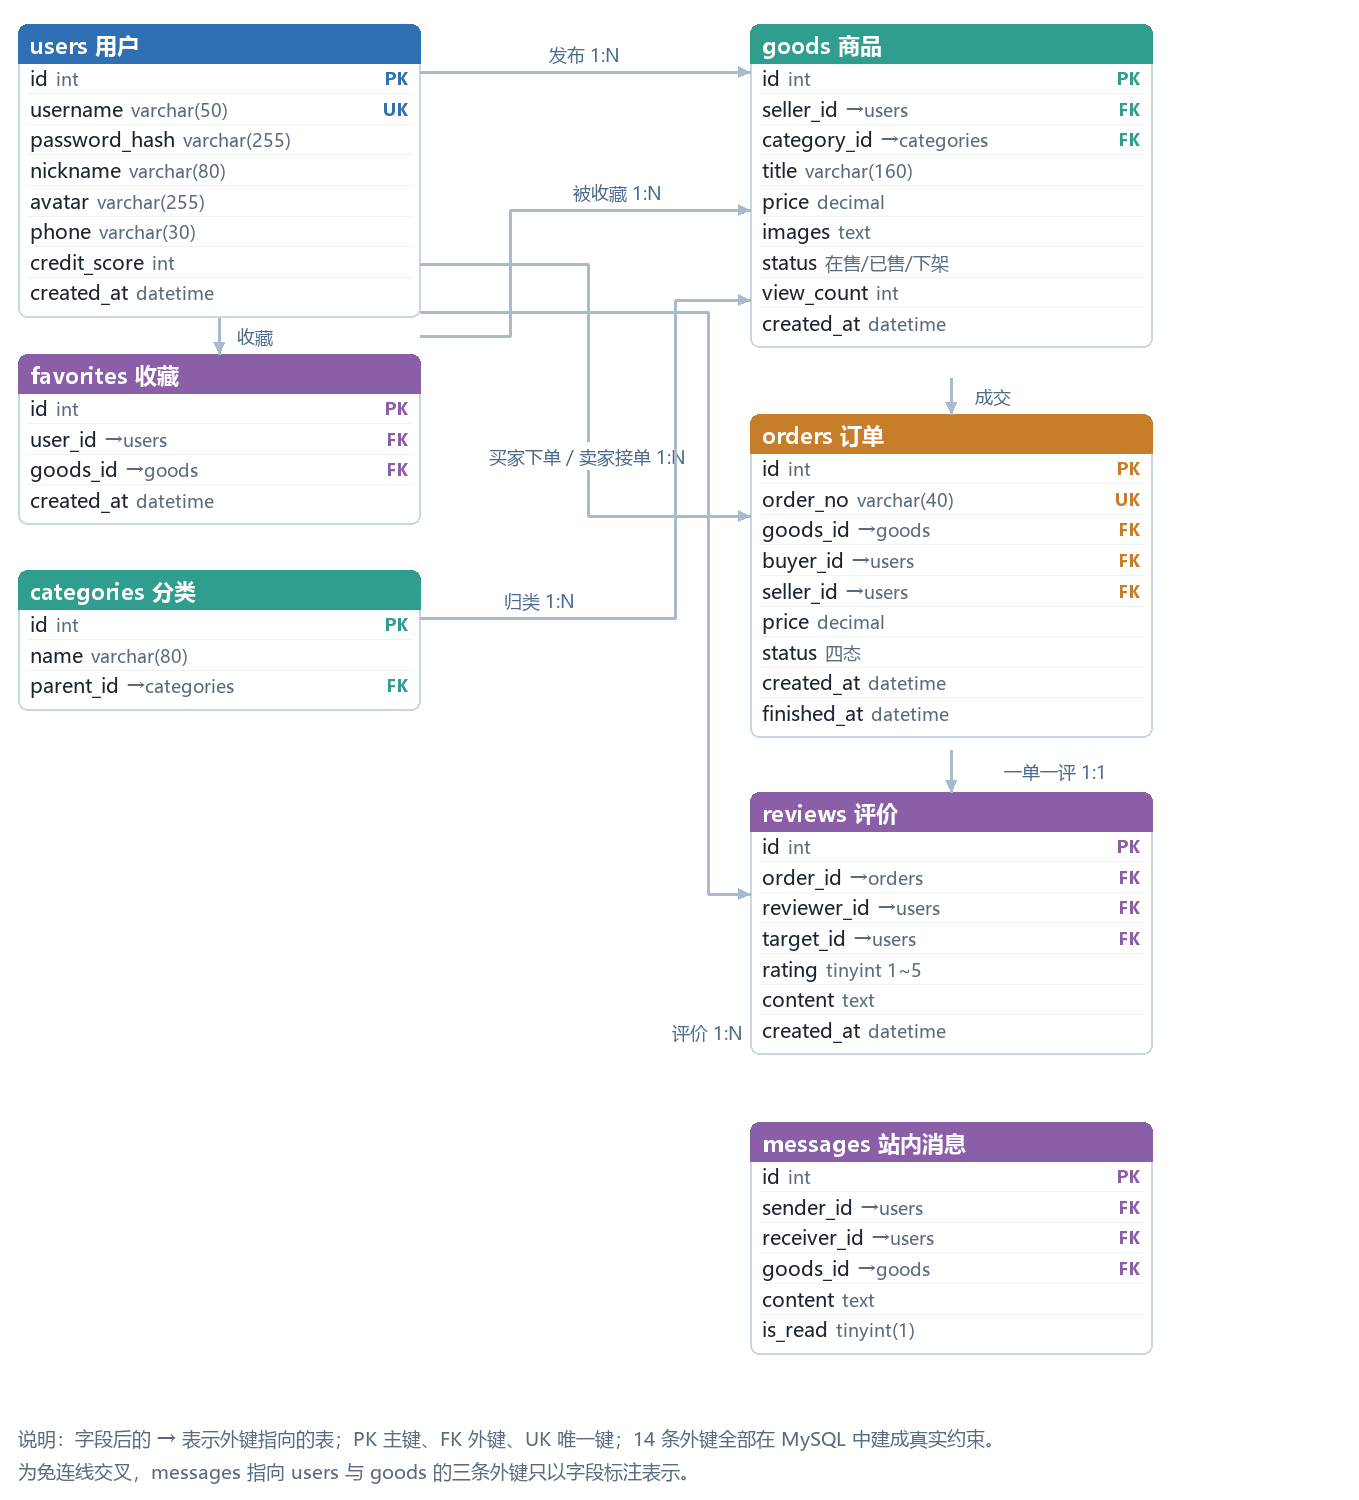 users 用户
id int PK
username varchar(50) UK
password_hash varchar(255)
nickname varchar(80)
avatar varchar(255)
phone varchar(30)
credit_score int
created_at datetime
收藏
favorites 收藏
id int PK
user_id →users FK
goods_id →goods FK
created_at datetime
categories 分类
id int PK
name varchar(80)
parent_id →categories FK
发布 1:N
被收藏 1:N
买家下单 / 卖家接单 1:N
归类 1:N
goods 商品
id int PK
seller_id →users FK
category_id →categories FK
title varchar(160)
price decimal
images text
status 在售/已售/下架
view_count int
created_at datetime
成交
orders 订单
id int PK
order_no varchar(40) UK
goods_id →goods FK
buyer_id →users FK
seller_id →users FK
price decimal
status 四态
created_at datetime
finished_at datetime
一单一评 1:1
reviews 评价
id int PK
order_id →orders FK
reviewer_id →users FK
target_id →users FK
rating tinyint 1~5
content text
created_at datetime
评价 1:N
messages 站内消息
id int PK
sender_id →users FK
receiver_id →users FK
goods_id →goods FK
content text
is_read tinyint(1)
说明：字段后的 → 表示外键指向的表；PK 主键、FK 外键、UK 唯一键；14 条外键全部在 MySQL 中建成真实约束。
为免连线交叉，messages 指向 users 与 goods 的三条外键只以字段标注表示。